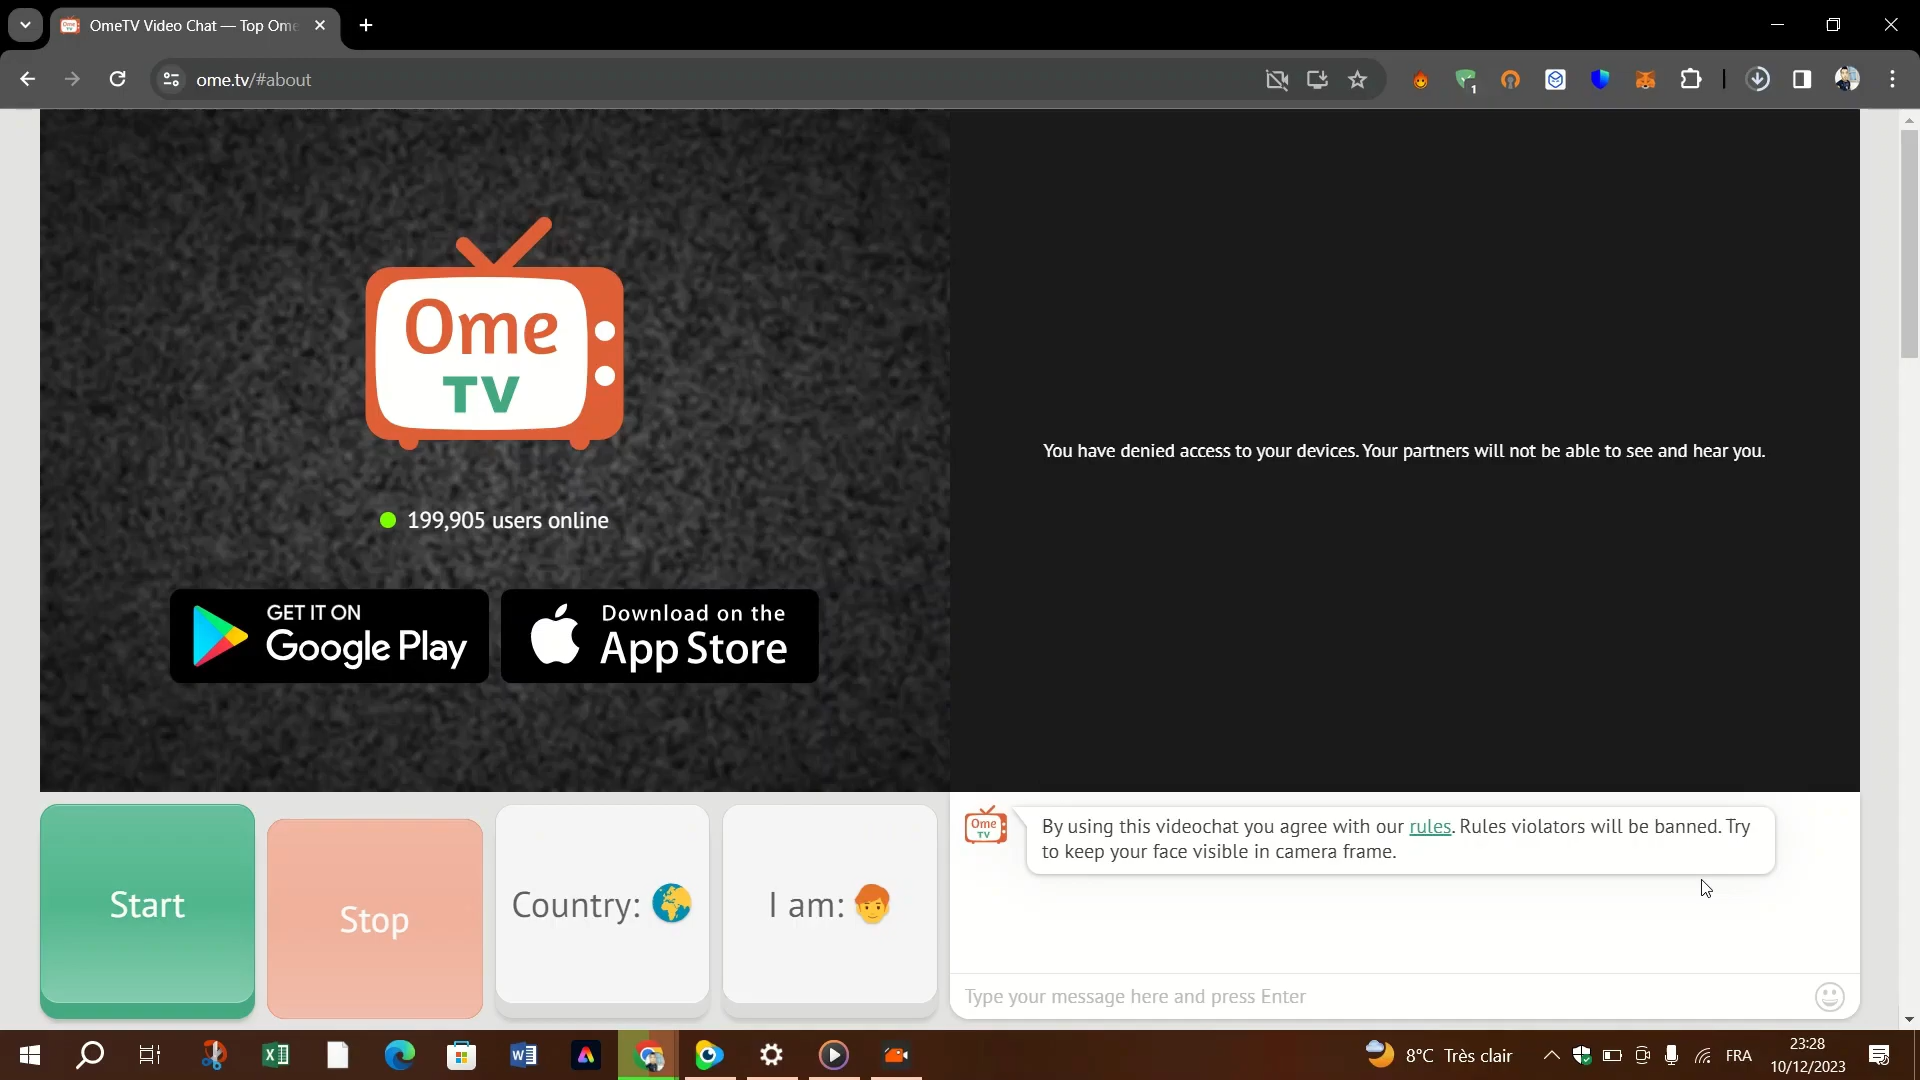 OmeTV Video Chat — Top Ome
ome.tv/#about
1
Ome
TV
199,905 users online
GET IT ON
Google Play
Download on the
App Store
You have denied access to your devices. Your partners will not be able to see and hear you.
Start
Stop
Country:
I am:
Ome
TV
By using this videochat you agree with our rules. Rules violators will be banned. Try
to keep your face visible in camera frame.
Type your message here and press Enter
8°C Très clair
FRA
23:28
10/12/2023